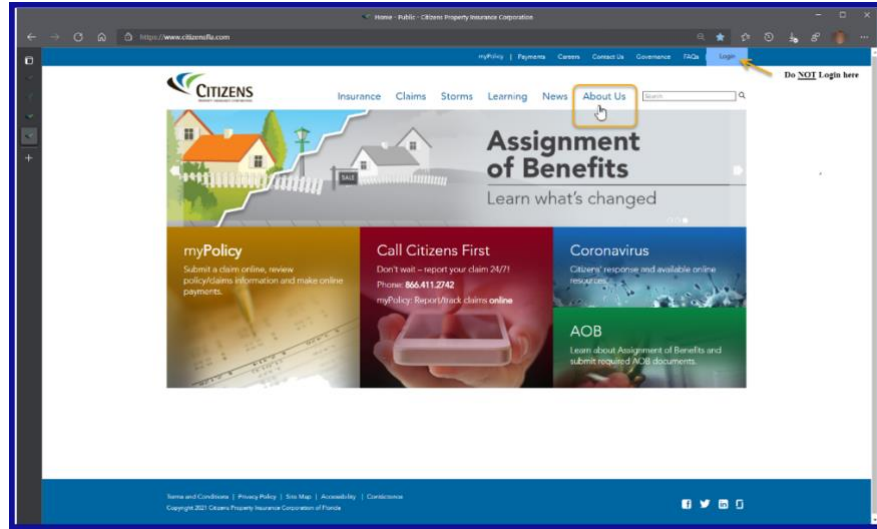 Home - Public - Citizens Property Insurance Corporation
https://www.citizensfla.com
myPolicy | Payments Careers Contact Us Governance FAQs Login
Do NOT Login here
CITIZENS
PROPERTY INSURANCE CORPORATION
Insurance Claims Storms Learning News About Us Search
SALE
Assignment
of Benefits
Learn what's changed
myPolicy
Submit a claim online, review
policy/claims information and make online
payments.
Call Citizens First
Don't wait – report your claim 24/7!
Phone: 866.411.2742
myPolicy: Report/track claims online
Coronavirus
Citizens' response and available online
resources.
AOB
Learn about Assignment of Benefits and
submit required AOB documents.
Terms and Conditions | Privacy Policy | Site Map | Accessibility |
Copyright 2021 Citizens Property Insurance Corporation of Florida